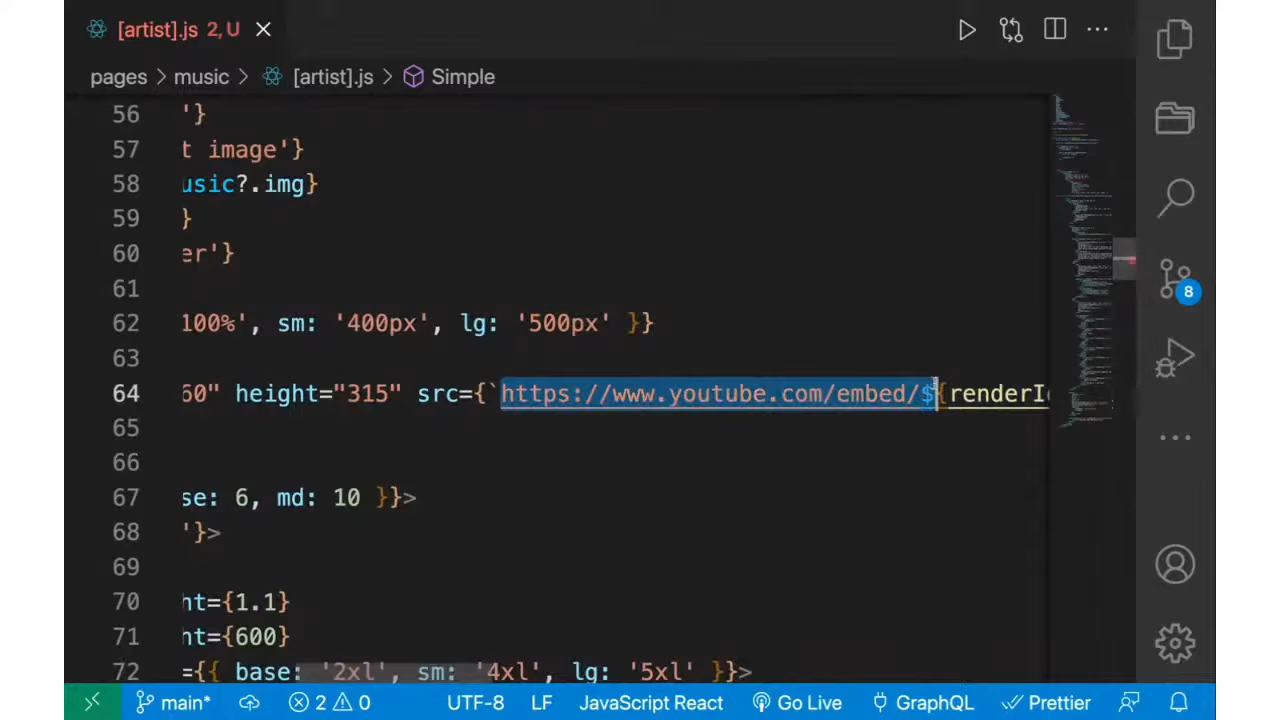 [artist].js 2, U
pages > music > [artist].js > Simple
56 '}
57 t image'}
58 usic?.img}
59 }
60 er'}
61
62 100%', sm: '400px', lg: '500px' }}
63
64 60" height="315" src={`https://www.youtube.com/embed/${renderId
65
66
67 se: 6, md: 10 }}>
68 '}>
69
70 ht={1.1}
71 ht={600}
72 ={{ base: '2xl', sm: '4xl', lg: '5xl' }}>
8
main* 2 0 UTF-8 LF JavaScript React Go Live GraphQL Prettier